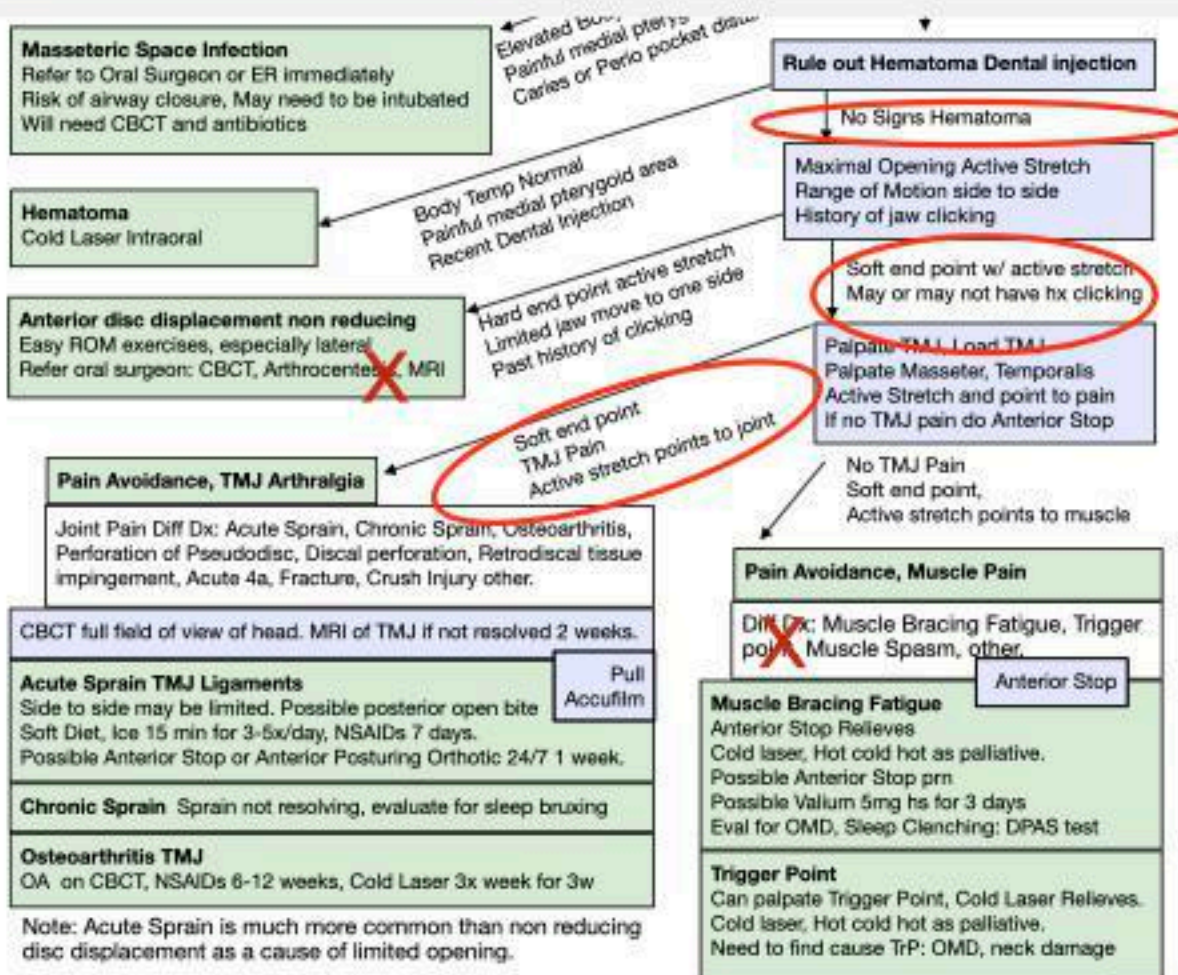 Elevated
Painful medial
Caries or Perio pocket
Masseteric Space Infection
Refer to Oral Surgeon or ER immediately
Risk of airway closure, May need to be intubated
Will need CBCT and antibiotics
Rule out Hematoma Dental injection
No Signs Hematoma
Body Temp Normal
Painful medial pterygoid area
Recent Dental Injection
Maximal Opening Active Stretch
Range of Motion side to side
History of jaw clicking
Hematoma
Cold Laser Intraoral
Hard end point active stretch
Limited jaw move to one side
Past history of clicking
Soft end point w/ active stretch
May or may not have hx clicking
Anterior disc displacement non reducing
Easy ROM exercises, especially lateral
Refer oral surgeon: CBCT, MRI
Palpate TMJ, Load TMJ
Palpate Masseter, Temporalis
Active Stretch and point to pain
If no TMJ pain do Anterior Stop
Soft end point
TMJ Pain
Active stretch points to joint
No TMJ Pain
Soft end point,
Active stretch points to muscle
Pain Avoidance, TMJ Arthralgia
Joint Pain Diff Dx: Acute Sprain, Chronic Sprain, Osteoarthritis,
Perforation of Pseudodisc, Discal perforation, Retrodiscal tissue
impingement, Acute 4a, Fracture, Crush Injury other.
CBCT full field of view of head. MRI of TMJ if not resolved 2 weeks.
Pull
Accufilm
Acute Sprain TMJ Ligaments
Side to side may be limited. Possible posterior open bite
Soft Diet, Ice 15 min for 3-5x/day, NSAIDs 7 days.
Possible Anterior Stop or Anterior Posturing Orthotic 24/7 1 week.
Chronic Sprain Sprain not resolving, evaluate for sleep bruxing
Osteoarthritis TMJ
OA on CBCT, NSAIDs 6-12 weeks, Cold Laser 3x week for 3w
Note: Acute Sprain is much more common than non reducing
disc displacement as a cause of limited opening.
Pain Avoidance, Muscle Pain
Diff Dx: Muscle Bracing Fatigue, Trigger
Muscle Spasm, other.
Anterior Stop
Muscle Bracing Fatigue
Anterior Stop Relieves
Cold laser, Hot cold hot as palliative.
Possible Anterior Stop prn
Possible Valium 5mg hs for 3 days
Eval for OMD, Sleep Clenching: DPAS test
Trigger Point
Can palpate Trigger Point, Cold Laser Relieves.
Cold laser, Hot cold hot as palliative.
Need to find cause TrP: OMD, neck damage